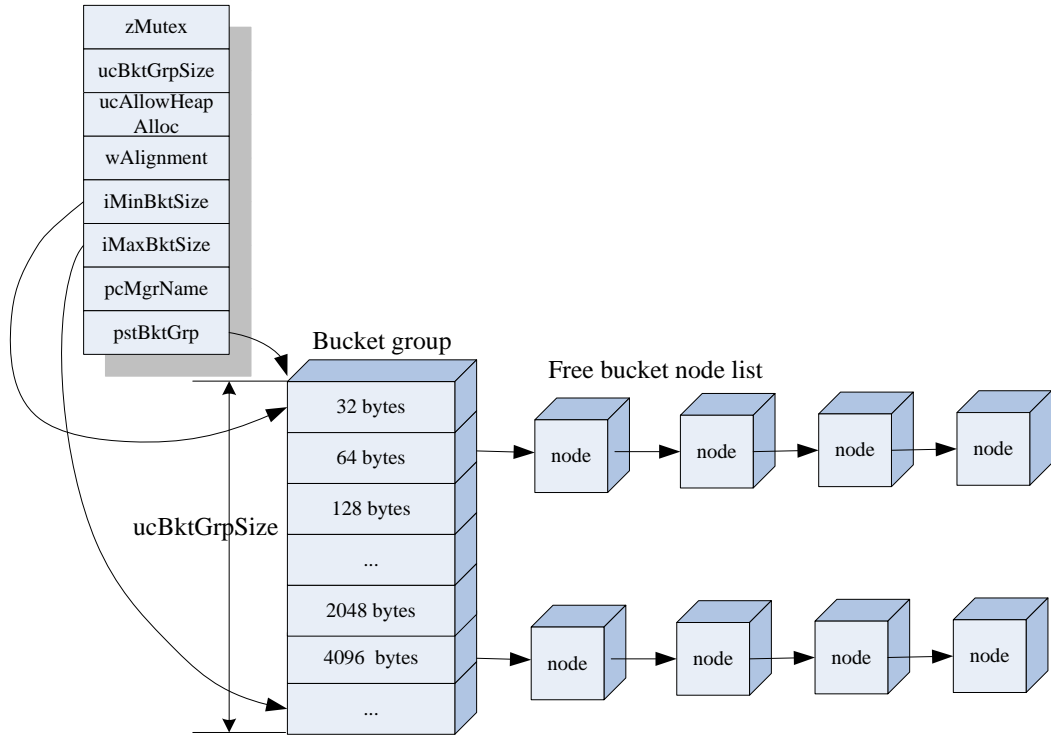 zMutex
ucBktGrpSize
ucAllowHeap
Alloc
wAlignment
iMinBktSize
iMaxBktSize
pcMgrName
pstBktGrp
Bucket group
Free bucket node list
32 bytes
64 bytes
node
node
node
node
128 bytes
ucBktGrpSize
...
2048 bytes
4096 bytes
node
node
node
node
...